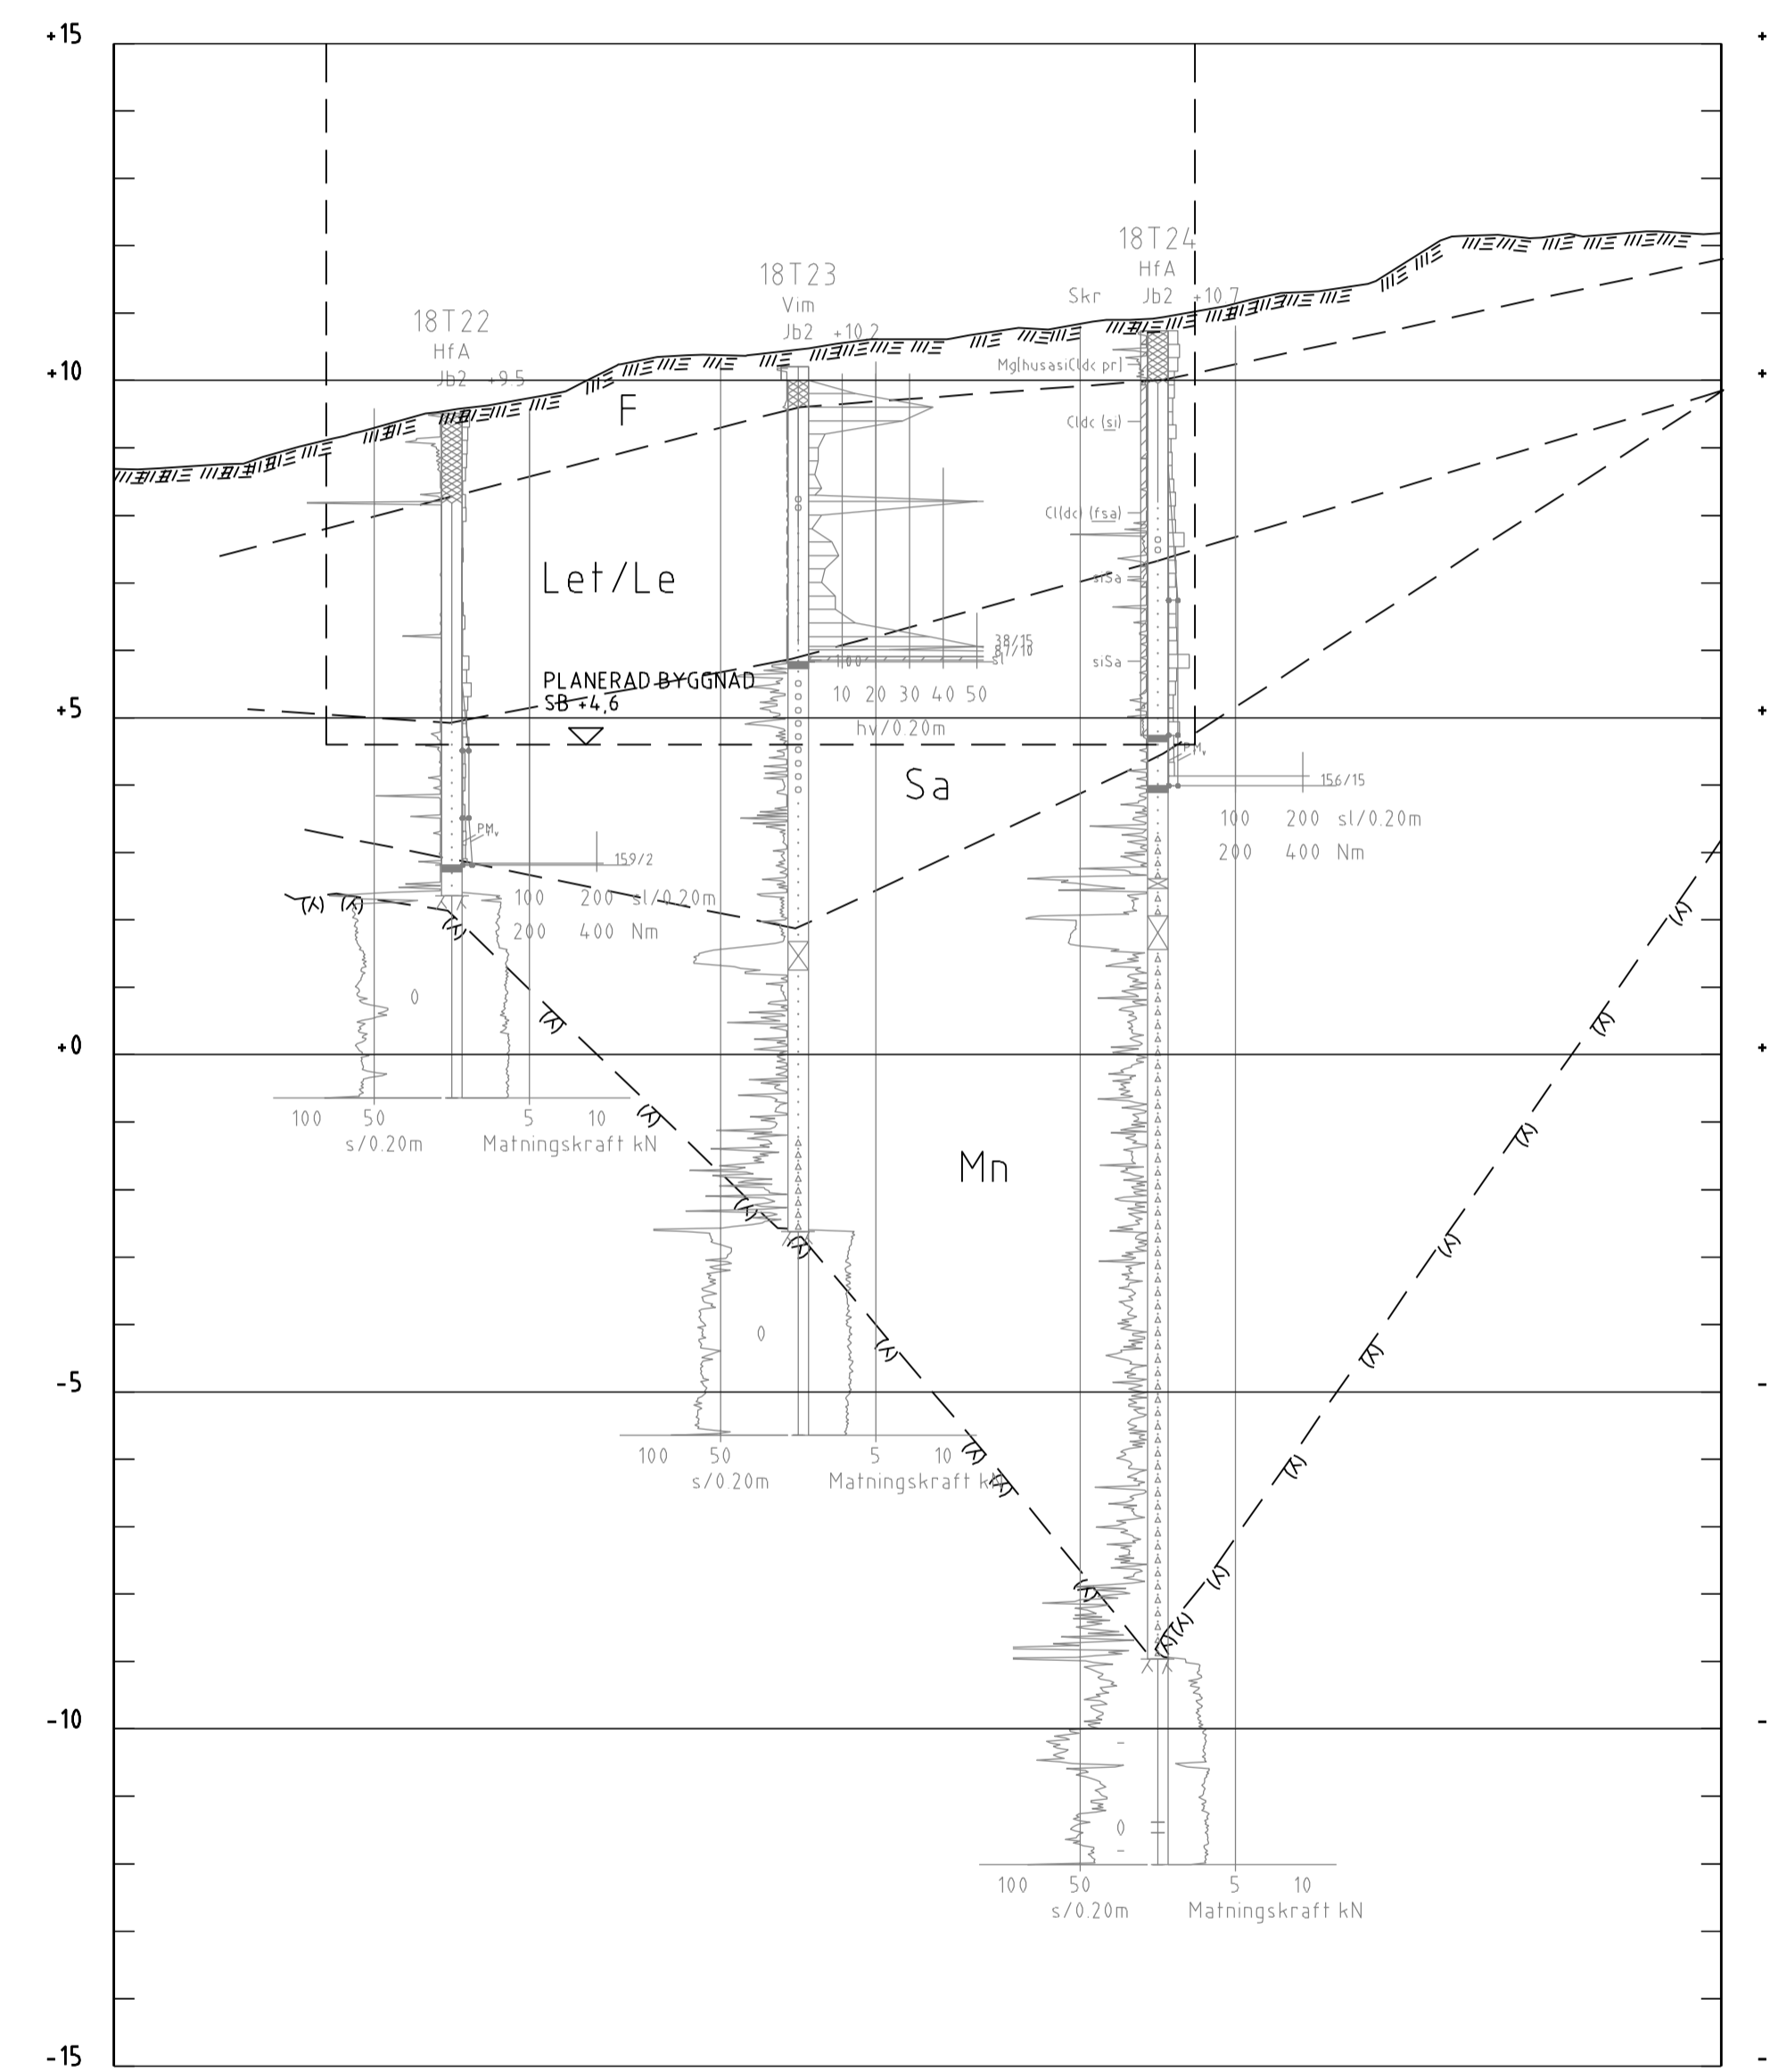 +15
+
18T24
HfA
Skr Jb2 +10.7
18T23
Vim
Jb2 +10.2
18T22
HfA
Jb2 +9.5
+10
+
Mg[husasiCldc pr]
F
Cldc (si)
Cl(dc) (fsa)
Let/Le
siSa
38/15
87/10
sl
100
siSa
PLANERAD BYGGNAD
SB +4,6
10 20 30 40 50
hv/0.20m
+5
+
PMv
Sa
156/15
100 200 sl/0.20m
200 400 Nm
PMv
159/2
100 200 sl/0.20m
200 400 Nm
+0
+
100 50 5 10
s/0.20m Matningskraft kN
Mn
-5
-
100 50 5 10
s/0.20m Matningskraft kN
-10
-
100 50 5 10
s/0.20m Matningskraft kN
-15
-